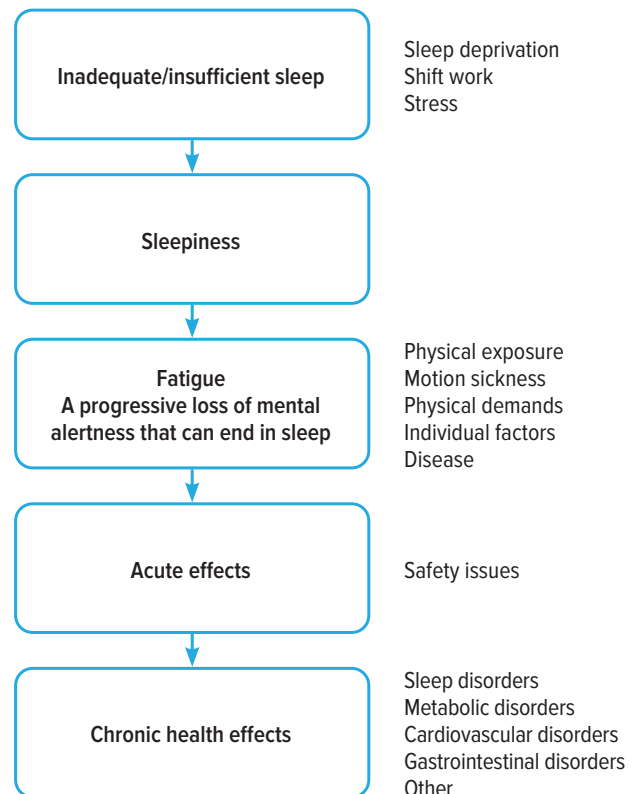 Inadequate/insufficient sleep
Sleep deprivation
Shift work
Stress
Sleepiness
Fatigue
A progressive loss of mental
alertness that can end in sleep
Physical exposure
Motion sickness
Physical demands
Individual factors
Disease
Acute effects
Safety issues
Chronic health effects
Sleep disorders
Metabolic disorders
Cardiovascular disorders
Gastrointestinal disorders
Other